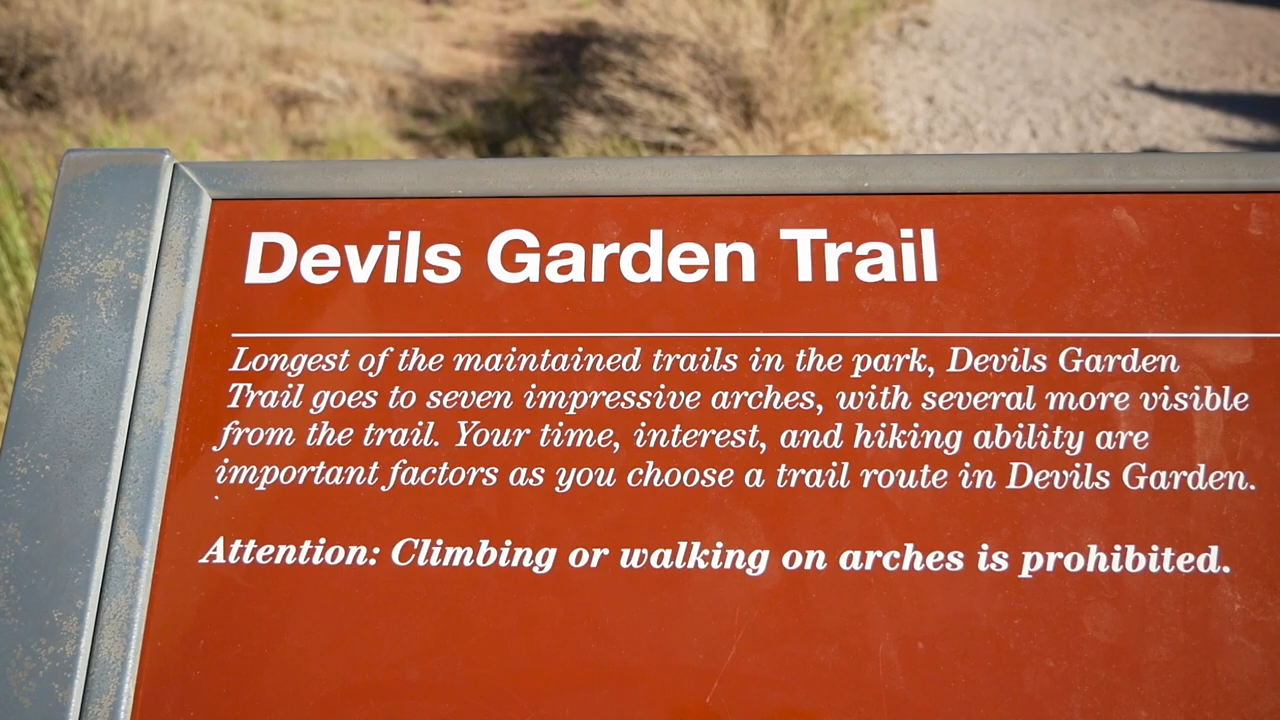 Devils Garden Trail
Longest of the maintained trails in the park, Devils Garden
Trail goes to seven impressive arches, with several more visible
from the trail. Your time, interest, and hiking ability are
important factors as you choose a trail route in Devils Garden.
Attention: Climbing or walking on arches is prohibited.